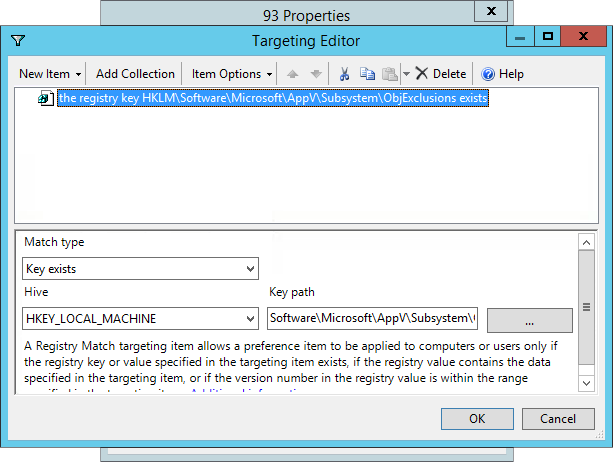 93 Properties
Targeting Editor
New Item Add Collection Item Options Delete Help
the registry key HKLM\Software\Microsoft\AppV\Subsystem\ObjExclusions exists
Match type
Key exists
Hive Key path
HKEY_LOCAL_MACHINE Software\Microsoft\AppV\Subsystem\ ...
A Registry Match targeting item allows a preference item to be applied to computers or users only if
the registry key or value specified in the targeting item exists, if the registry value contains the data
specified in the targeting item, or if the version number in the registry value is within the range
OK Cancel